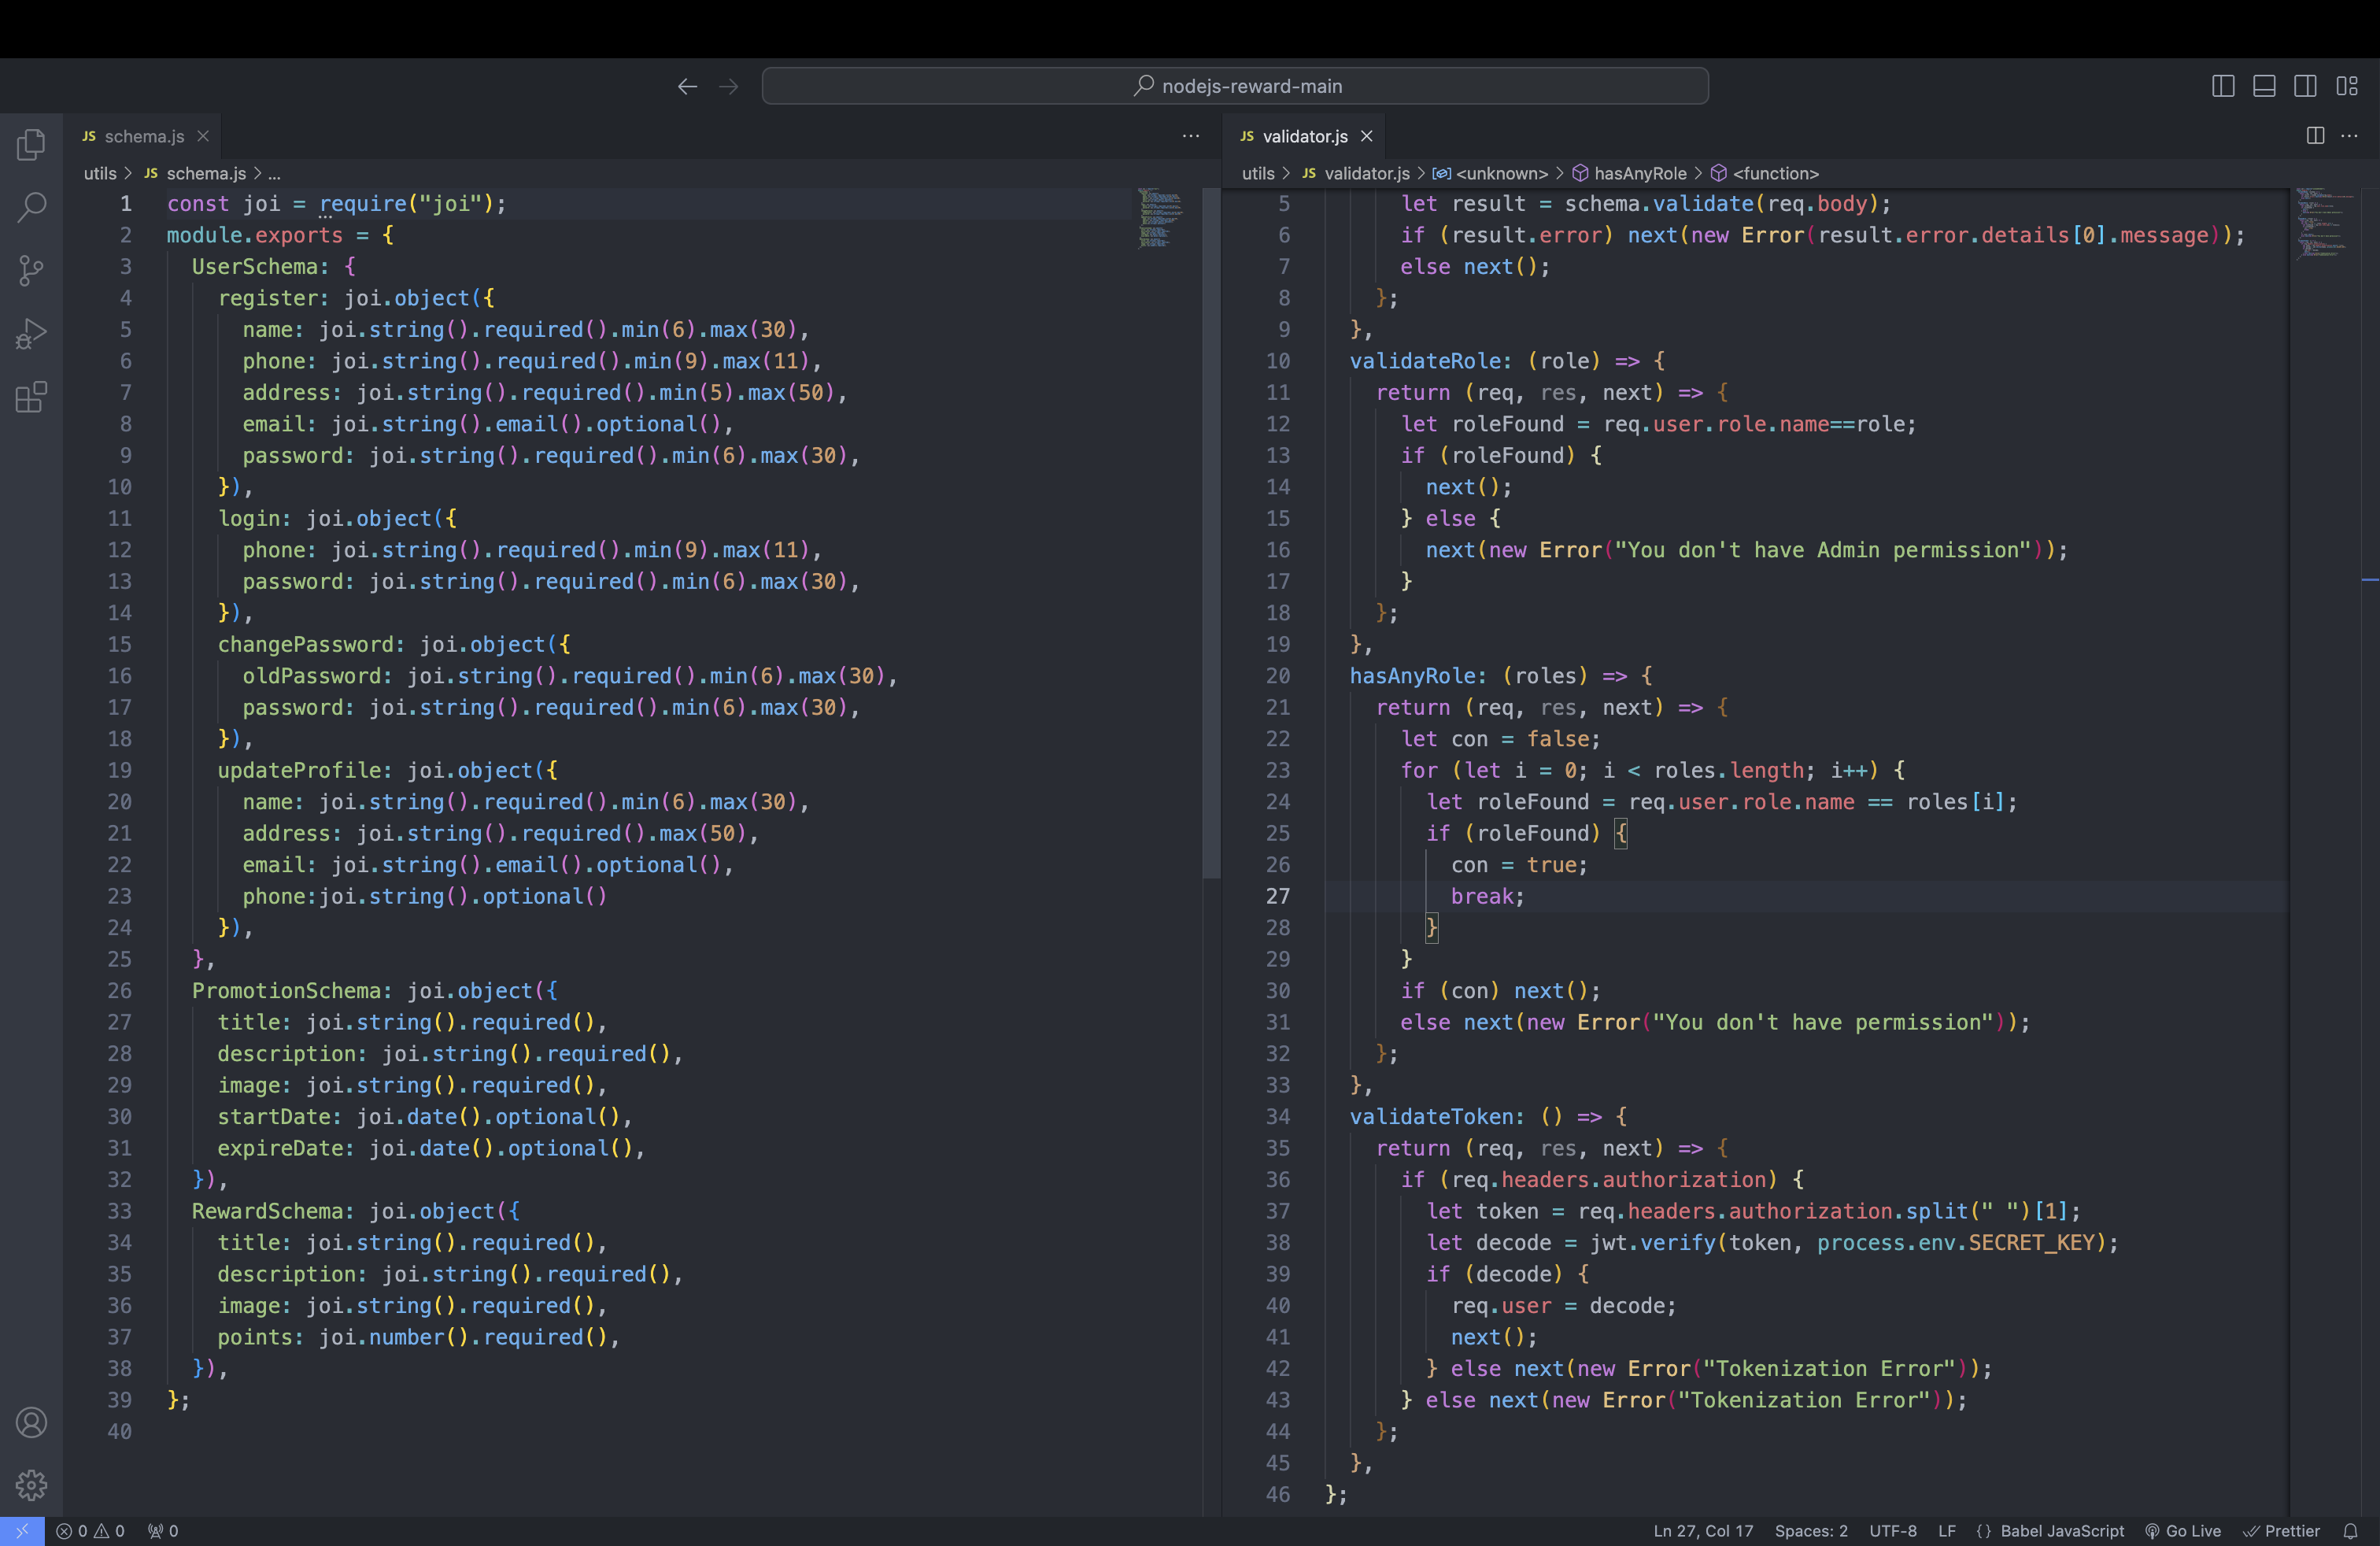 nodejs-reward-main
JS schema.js
utils > JS schema.js > ...
1 const joi = require("joi");
2 module.exports = {
3 UserSchema: {
4 register: joi.object({
5 name: joi.string().required().min(6).max(30),
6 phone: joi.string().required().min(9).max(11),
7 address: joi.string().required().min(5).max(50),
8 email: joi.string().email().optional(),
9 password: joi.string().required().min(6).max(30),
10 }),
11 login: joi.object({
12 phone: joi.string().required().min(9).max(11),
13 password: joi.string().required().min(6).max(30),
14 }),
15 changePassword: joi.object({
16 oldPassword: joi.string().required().min(6).max(30),
17 password: joi.string().required().min(6).max(30),
18 }),
19 updateProfile: joi.object({
20 name: joi.string().required().min(6).max(30),
21 address: joi.string().required().max(50),
22 email: joi.string().email().optional(),
23 phone:joi.string().optional()
24 }),
25 },
26 PromotionSchema: joi.object({
27 title: joi.string().required(),
28 description: joi.string().required(),
29 image: joi.string().required(),
30 startDate: joi.date().optional(),
31 expireDate: joi.date().optional(),
32 }),
33 RewardSchema: joi.object({
34 title: joi.string().required(),
35 description: joi.string().required(),
36 image: joi.string().required(),
37 points: joi.number().required(),
38 }),
39 };
40
JS validator.js
utils > JS validator.js > <unknown> > hasAnyRole > <function>
5 let result = schema.validate(req.body);
6 if (result.error) next(new Error(result.error.details[0].message));
7 else next();
8 };
9 },
10 validateRole: (role) => {
11 return (req, res, next) => {
12 let roleFound = req.user.role.name==role;
13 if (roleFound) {
14 next();
15 } else {
16 next(new Error("You don't have Admin permission"));
17 }
18 };
19 },
20 hasAnyRole: (roles) => {
21 return (req, res, next) => {
22 let con = false;
23 for (let i = 0; i < roles.length; i++) {
24 let roleFound = req.user.role.name == roles[i];
25 if (roleFound) {
26 con = true;
27 break;
28 }
29 }
30 if (con) next();
31 else next(new Error("You don't have permission"));
32 };
33 },
34 validateToken: () => {
35 return (req, res, next) => {
36 if (req.headers.authorization) {
37 let token = req.headers.authorization.split(" ")[1];
38 let decode = jwt.verify(token, process.env.SECRET_KEY);
39 if (decode) {
40 req.user = decode;
41 next();
42 } else next(new Error("Tokenization Error"));
43 } else next(new Error("Tokenization Error"));
44 };
45 },
46 };
0 0 0 Ln 27, Col 17 Spaces: 2 UTF-8 LF {} Babel JavaScript Go Live Prettier